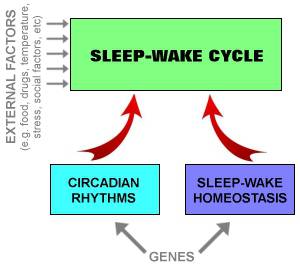 EXTERNAL FACTORS
(e.g. food, drugs, temperature,
stress, social factors, etc)
SLEEP-WAKE CYCLE
CIRCADIAN
RHYTHMS
SLEEP-WAKE
HOMEOSTASIS
GENES